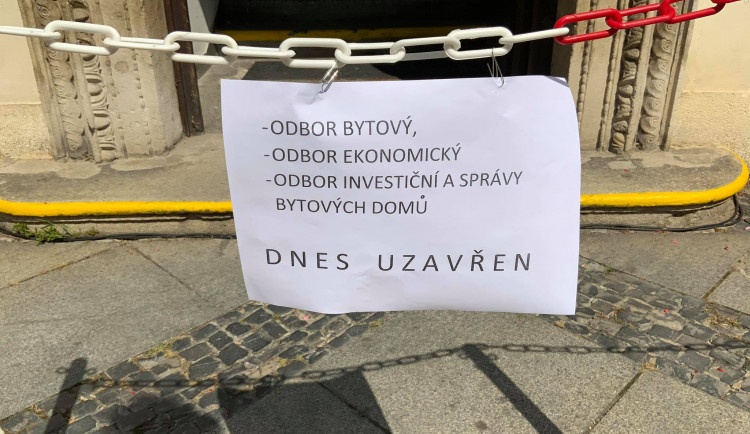 -ODBOR BYTOVÝ,
-ODBOR EKONOMICKÝ
-ODBOR INVESTIČNÍ A SPRÁVY
BYTOVÝCH DOMŮ
DNES UZAVŘEN